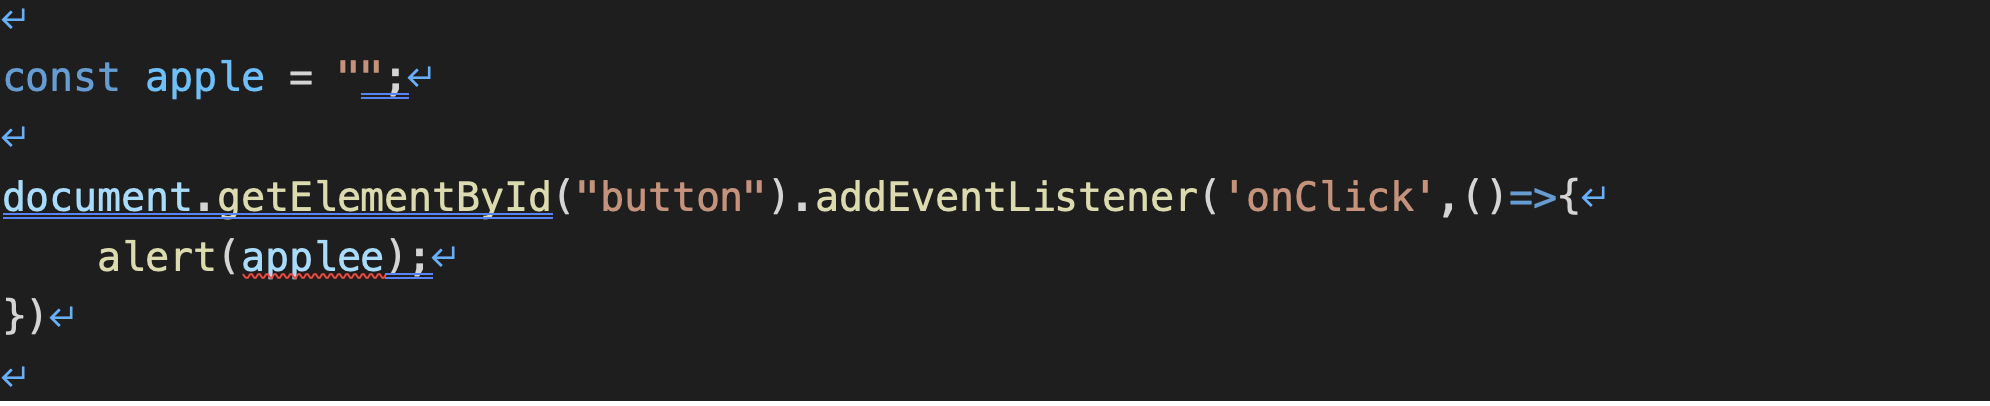 const apple = "";
document.getElementById("button").addEventListener('onClick',()=>{
    alert(applee);
})